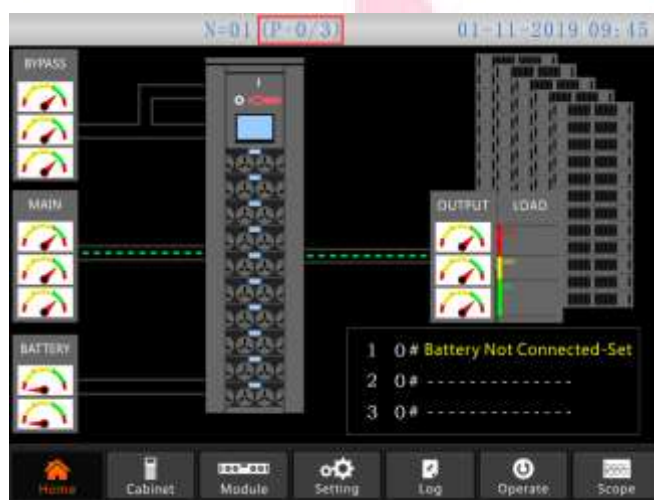 N=01 (P-0/3) 01-11-2019 09:45
BYPASS
MAIN
OUTPUT LOAD
BATTERY
1 0# Battery Not Connected-Set
2 0# ---------------
3 0# ---------------
Home Cabinet Module Setting Log Operate Scope